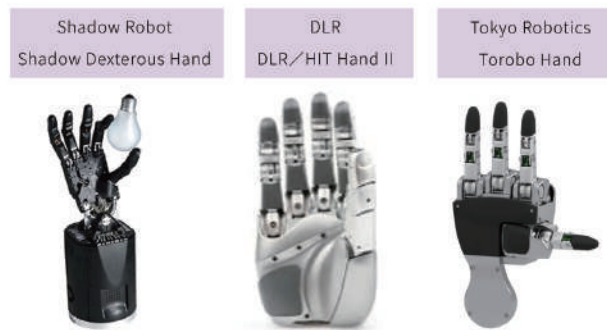 Shadow Robot
Shadow Dexterous Hand
DLR
DLR／HIT Hand II
Tokyo Robotics
Torobo Hand